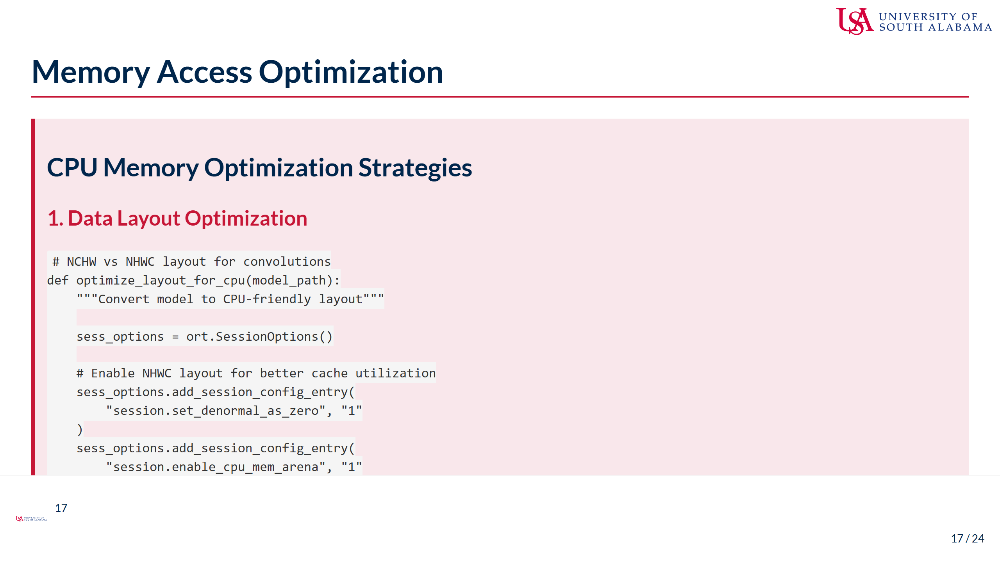 USA UNIVERSITY OF
SOUTH ALABAMA
Memory Access Optimization
CPU Memory Optimization Strategies
1. Data Layout Optimization
# NCHW vs NHWC layout for convolutions
def optimize_layout_for_cpu(model_path):
    """Convert model to CPU-friendly layout"""
    sess_options = ort.SessionOptions()
    # Enable NHWC layout for better cache utilization
    sess_options.add_session_config_entry(
        "session.set_denormal_as_zero", "1"
    )
    sess_options.add_session_config_entry(
        "session.enable_cpu_mem_arena", "1"
17
USA UNIVERSITY OF
SOUTH ALABAMA
17 / 24